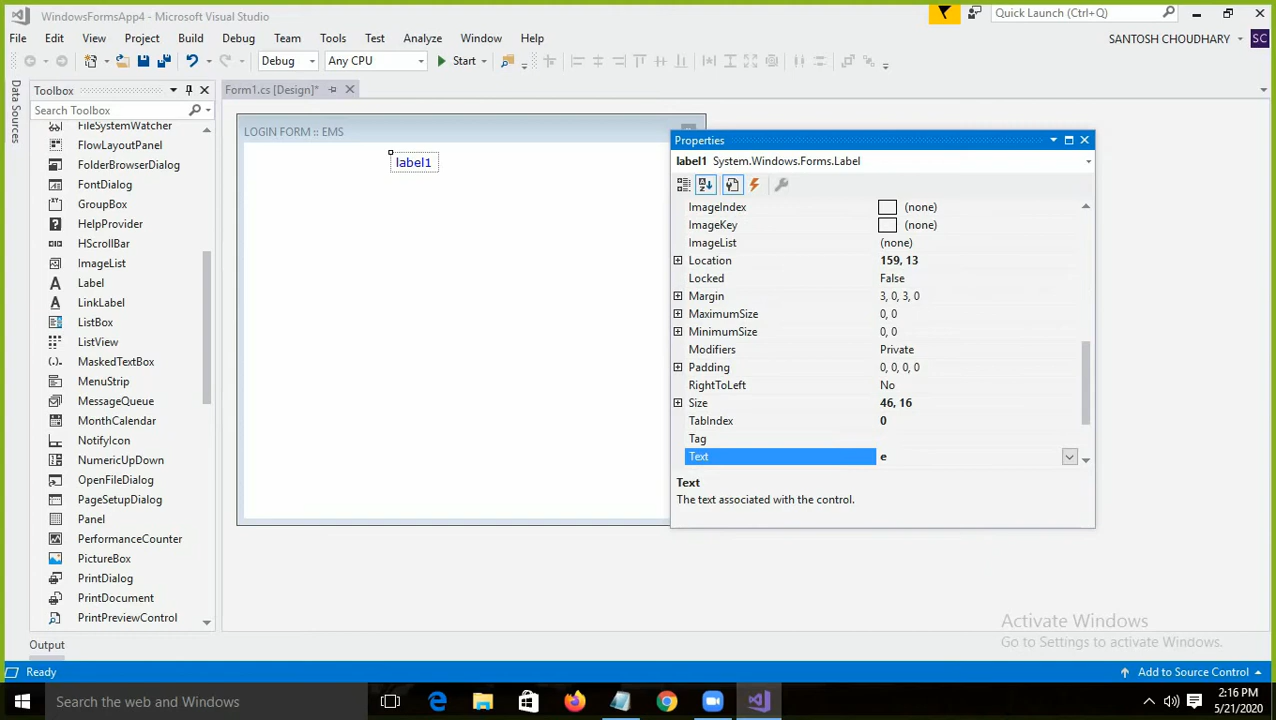 WindowsFormsApp4 - Microsoft Visual Studio
Quick Launch (Ctrl+Q)
File Edit View Project Build Debug Team Tools Test Analyze Window Help
SANTOSH CHOUDHARY SC
Debug Any CPU Start
Data Sources
Toolbox
Search Toolbox
FileSystemWatcher
FlowLayoutPanel
FolderBrowserDialog
FontDialog
GroupBox
HelpProvider
HScrollBar
ImageList
Label
LinkLabel
ListBox
ListView
MaskedTextBox
MenuStrip
MessageQueue
MonthCalendar
NotifyIcon
NumericUpDown
OpenFileDialog
PageSetupDialog
Panel
PerformanceCounter
PictureBox
PrintDialog
PrintDocument
PrintPreviewControl
Form1.cs [Design]*
LOGIN FORM :: EMS
label1
Properties
label1 System.Windows.Forms.Label
ImageIndex (none)
ImageKey (none)
ImageList (none)
Location 159, 13
Locked False
Margin 3, 0, 3, 0
MaximumSize 0, 0
MinimumSize 0, 0
Modifiers Private
Padding 0, 0, 0, 0
RightToLeft No
Size 46, 16
TabIndex 0
Tag
Text e
Text
The text associated with the control.
Activate Windows
Go to Settings to activate Windows.
Output
Ready
Add to Source Control
Search the web and Windows
2:16 PM
5/21/2020